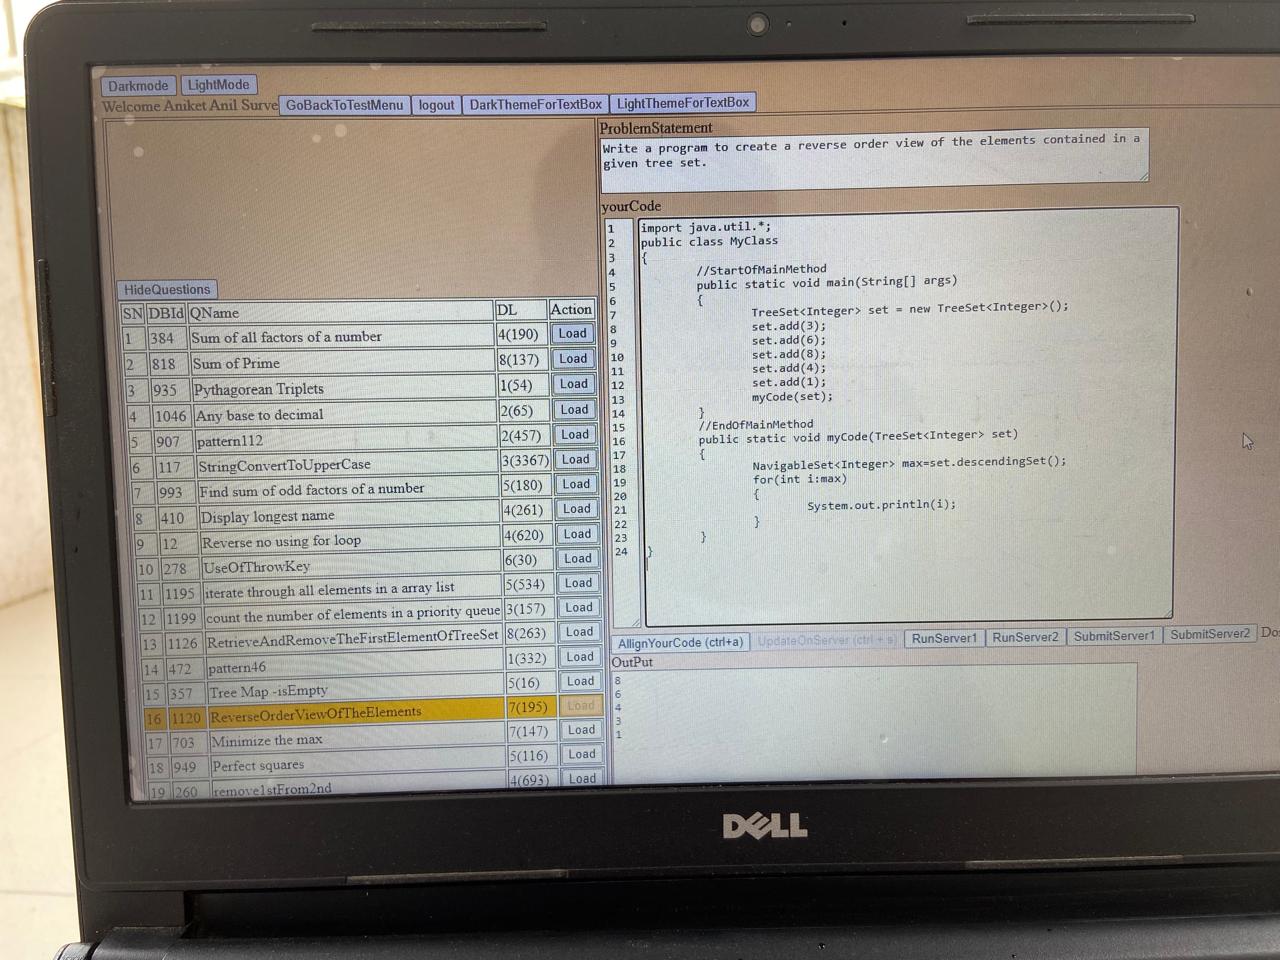 Darkmode LightMode
Welcome Aniket Anil Surve GoBackToTestMenu logout DarkThemeForTextBox LightThemeForTextBox
ProblemStatement
Write a program to create a reverse order view of the elements contained in a
given tree set.
yourCode
1 import java.util.*;
2 public class MyClass
3 {
4 //StartOfMainMethod
5 public static void main(String[] args)
6 {
7 TreeSet<Integer> set = new TreeSet<Integer>();
8 set.add(3);
9 set.add(6);
10 set.add(8);
11 set.add(4);
12 set.add(1);
13 myCode(set);
14 }
15 //EndOfMainMethod
16 public static void myCode(TreeSet<Integer> set)
17 {
18 NavigableSet<Integer> max=set.descendingSet();
19 for(int i:max)
20 {
21 System.out.println(i);
22 }
23 }
24 }
AllignYourCode (ctrl+a) UpdateOnServer (ctrl + s) RunServer1 RunServer2 SubmitServer1 SubmitServer2
OutPut
8
6
4
3
1
HideQuestions
SN DBId QName DL Action
1 384 Sum of all factors of a number 4(190) Load
2 818 Sum of Prime 8(137) Load
3 935 Pythagorean Triplets 1(54) Load
4 1046 Any base to decimal 2(65) Load
5 907 pattern112 2(457) Load
6 117 StringConvertToUpperCase 3(3367) Load
7 993 Find sum of odd factors of a number 5(180) Load
8 410 Display longest name 4(261) Load
9 12 Reverse no using for loop 4(620) Load
10 278 UseOfThrowKey 6(30) Load
11 1195 iterate through all elements in a array list 5(534) Load
12 1199 count the number of elements in a priority queue 3(157) Load
13 1126 RetrieveAndRemoveTheFirstElementOfTreeSet 8(263) Load
14 472 pattern46 1(332) Load
15 357 Tree Map -isEmpty 5(16) Load
16 1120 ReverseOrderViewOfTheElements 7(195) Load
17 703 Minimize the max 7(147) Load
18 949 Perfect squares 5(116) Load
19 260 remove1stFrom2nd 4(693) Load
DELL